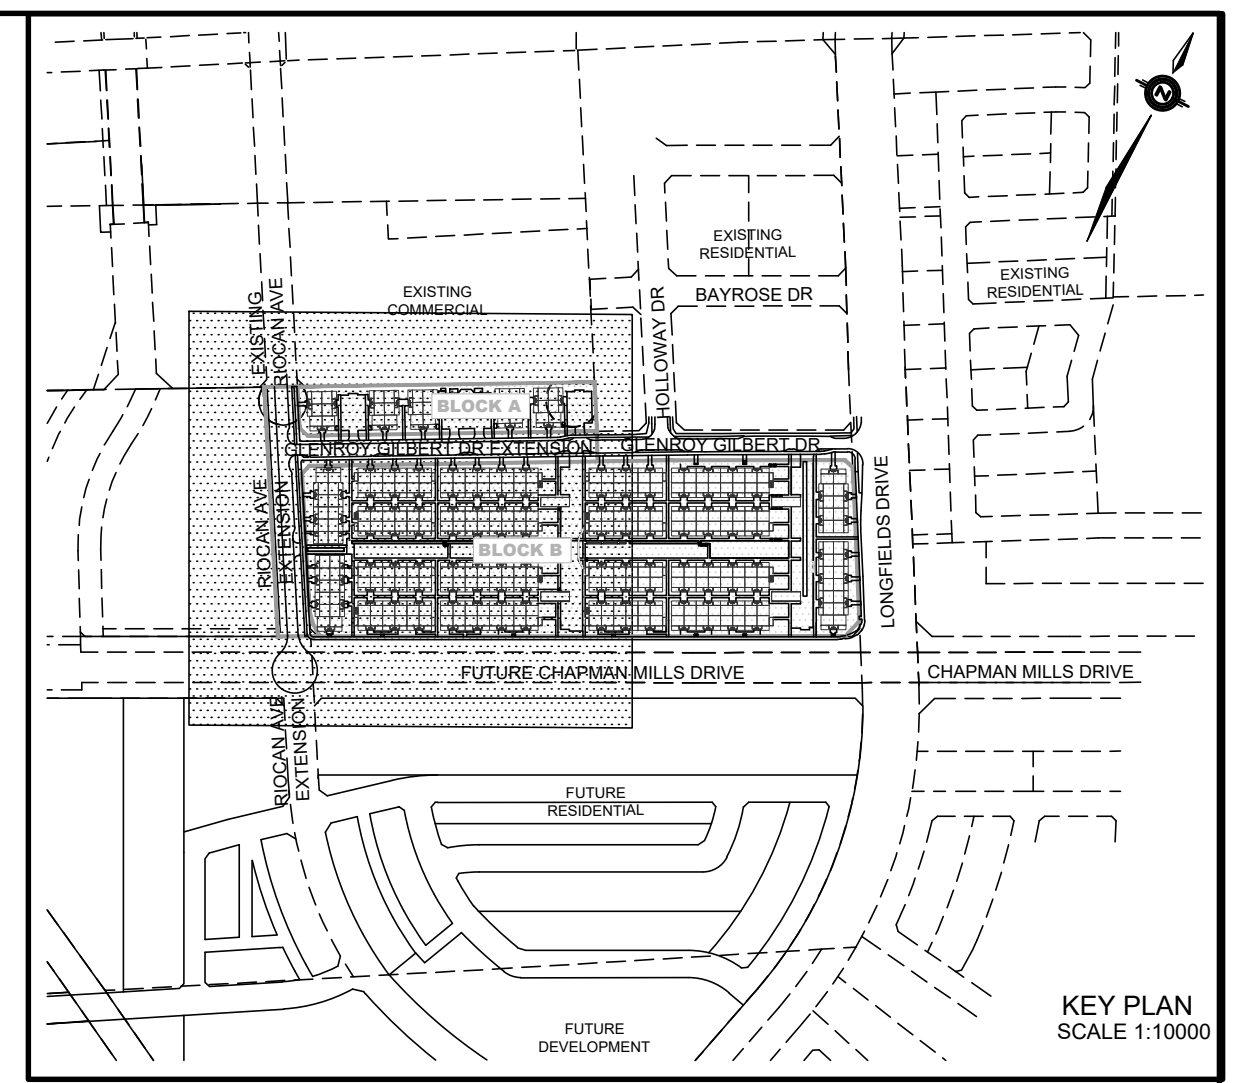 N
EXISTING
RESIDENTIAL
EXISTING
RESIDENTIAL
EXISTING
COMMERCIAL
BAYROSE DR
HOLLOWAY DR
EXISTING
RIOCAN AVE
BLOCK A
GLENROY GILBERT DR EXTENSION
GLENROY GILBERT DR
RIOCAN AVE
EXTENSION
BLOCK B
LONGFIELDS DRIVE
FUTURE CHAPMAN MILLS DRIVE
CHAPMAN MILLS DRIVE
RIOCAN AVE
EXTENSION
FUTURE
RESIDENTIAL
FUTURE
DEVELOPMENT
KEY PLAN
SCALE 1:10000